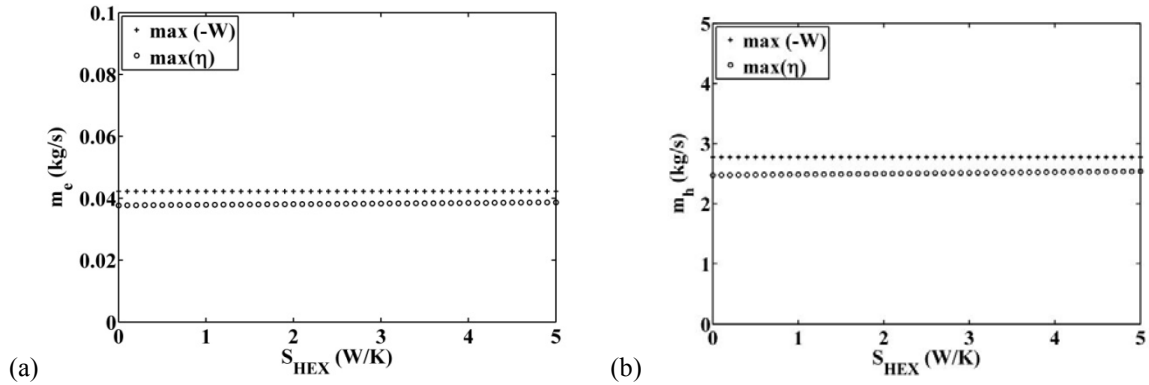 0.1
0.08
0.06
0.04
0.02
0
m_e (kg/s)
max (-W)
max(η)
0 1 2 3 4 5
S_HEX (W/K)
(a)
5
4
3
2
1
0
m_h (kg/s)
max (-W)
max(η)
0 1 2 3 4 5
S_HEX (W/K)
(b)